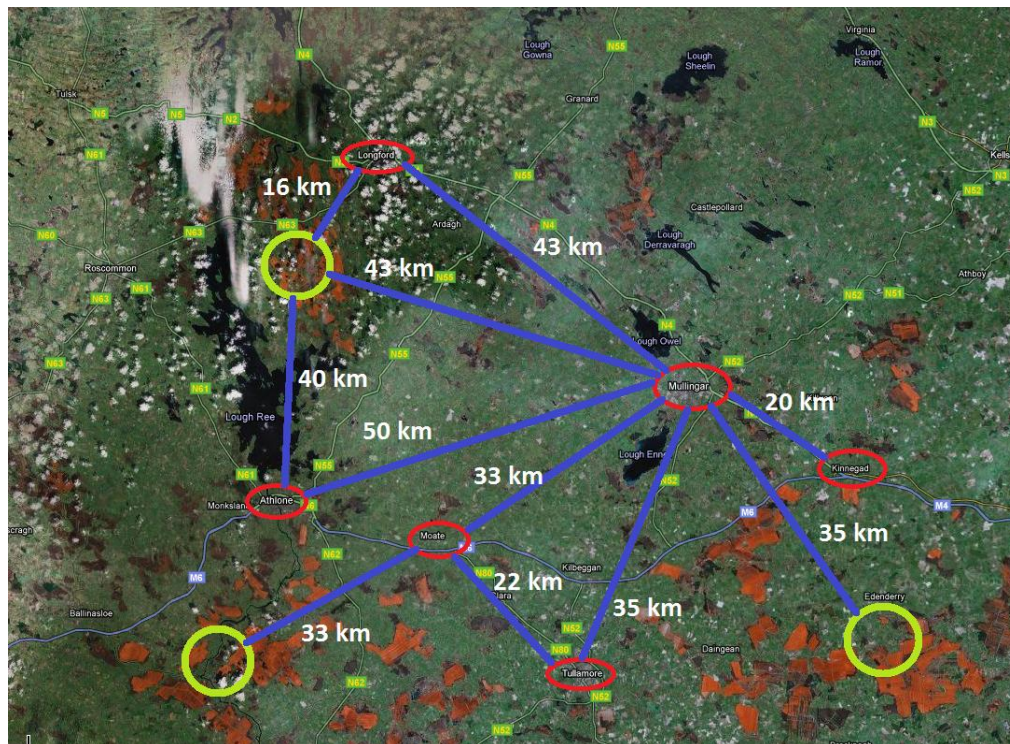 Virginia
N4
N55
Lough
Gowna
Lough
Sheelin
Lough
Ramor
Tulsk
N5
N5
N2
Granard
N61
N3
Longford
Kells
N3
16 km
N55
N52
Castlepollard
N63
Ardagh
N4
43 km
N60
N63
Lough
Derravaragh
Roscommon
43 km
Athboy
N55
N52
N51
N63
N4
Lough Owel
N55
N52
N63
40 km
N61
Mullingar
20 km
Lough Ree
50 km
Lough Enne
33 km
N61
N55
Kinnegad
N52
Athlone
Monksland
M6
M4
35 km
Moate
N62
Kilbeggan
M6
N80
22 km
Clara
Edenderry
Ballinasloe
35 km
33 km
N52
N80
Daingean
Tullamore
N62
N52
N52